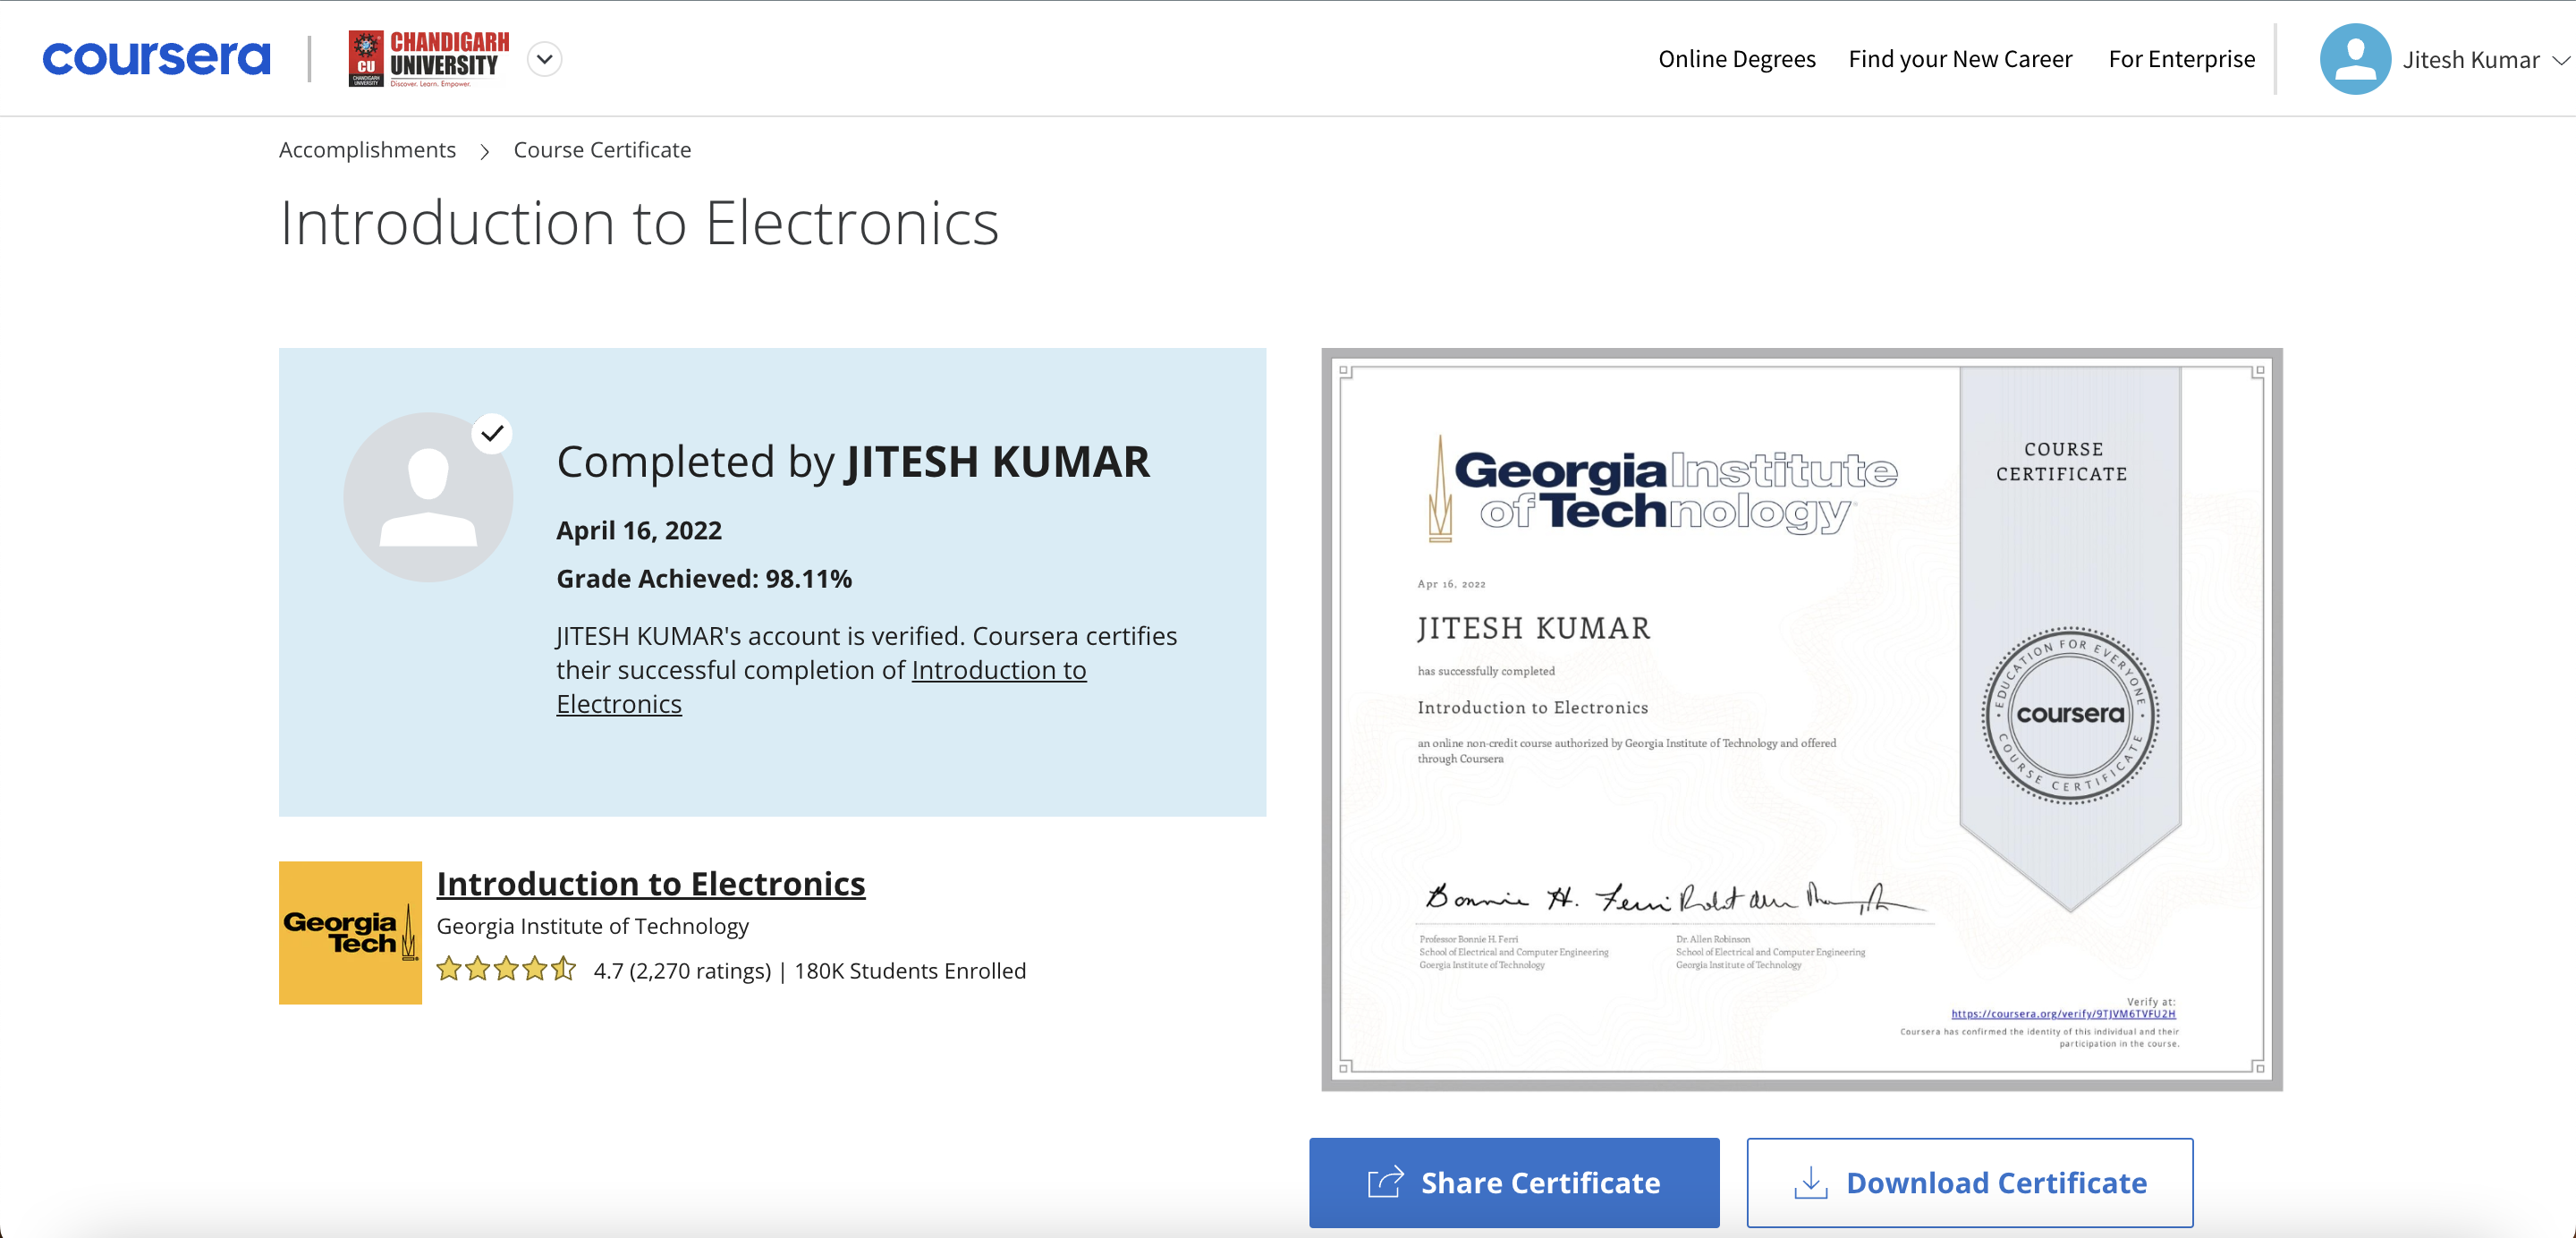 coursera
CU
CHANDIGARH
UNIVERSITY
CHANDIGARH
UNIVERSITY
Discover. Learn. Empower.
Online Degrees
Find your New Career
For Enterprise
Jitesh Kumar
Accomplishments > Course Certificate
Introduction to Electronics
Completed by JITESH KUMAR
April 16, 2022
Grade Achieved: 98.11%
JITESH KUMAR's account is verified. Coursera certifies
their successful completion of Introduction to
Electronics
Georgia
Tech
Introduction to Electronics
Georgia Institute of Technology
4.7 (2,270 ratings) | 180K Students Enrolled
Georgia Institute
of Technology
COURSE
CERTIFICATE
Apr 16, 2022
JITESH KUMAR
has successfully completed
Introduction to Electronics
an online non-credit course authorized by Georgia Institute of Technology and offered
through Coursera
EDUCATION FOR EVERYONE
coursera
COURSE CERTIFICATE
Bonnie H. Ferri
Professor Bonnie H. Ferri
School of Electrical and Computer Engineering
Goergia Institute of Technology
Dr. Allen Robinson
School of Electrical and Computer Engineering
Georgia Institute of Technology
Verify at:
https://coursera.org/verify/9TJVM6TVFU2H
Coursera has confirmed the identity of this individual and their
participation in the course.
Share Certificate
Download Certificate